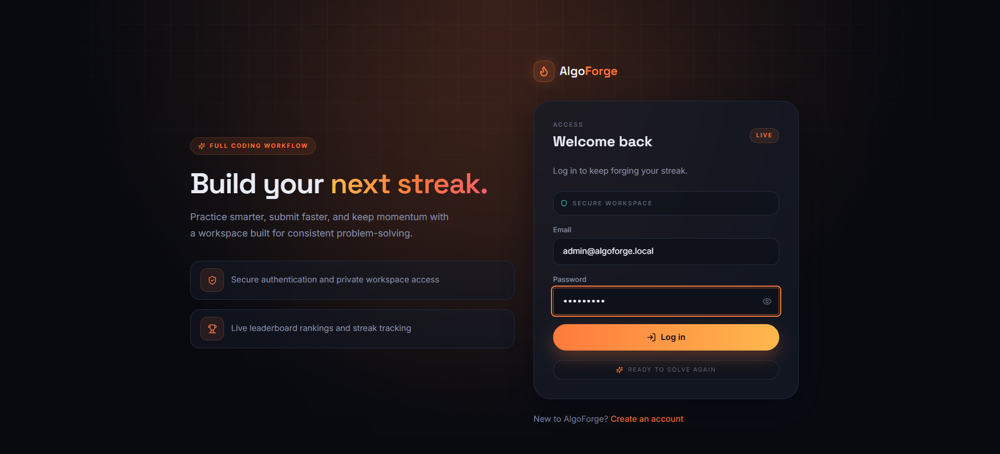 AlgoForge
FULL CODING WORKFLOW
Build your next streak.
Practice smarter, submit faster, and keep momentum with
a workspace built for consistent problem-solving.
Secure authentication and private workspace access
Live leaderboard rankings and streak tracking
ACCESS
Welcome back
LIVE
Log in to keep forging your streak.
SECURE WORKSPACE
Email
admin@algoforge.local
Password
•••••••••
Log in
READY TO SOLVE AGAIN
New to AlgoForge? Create an account